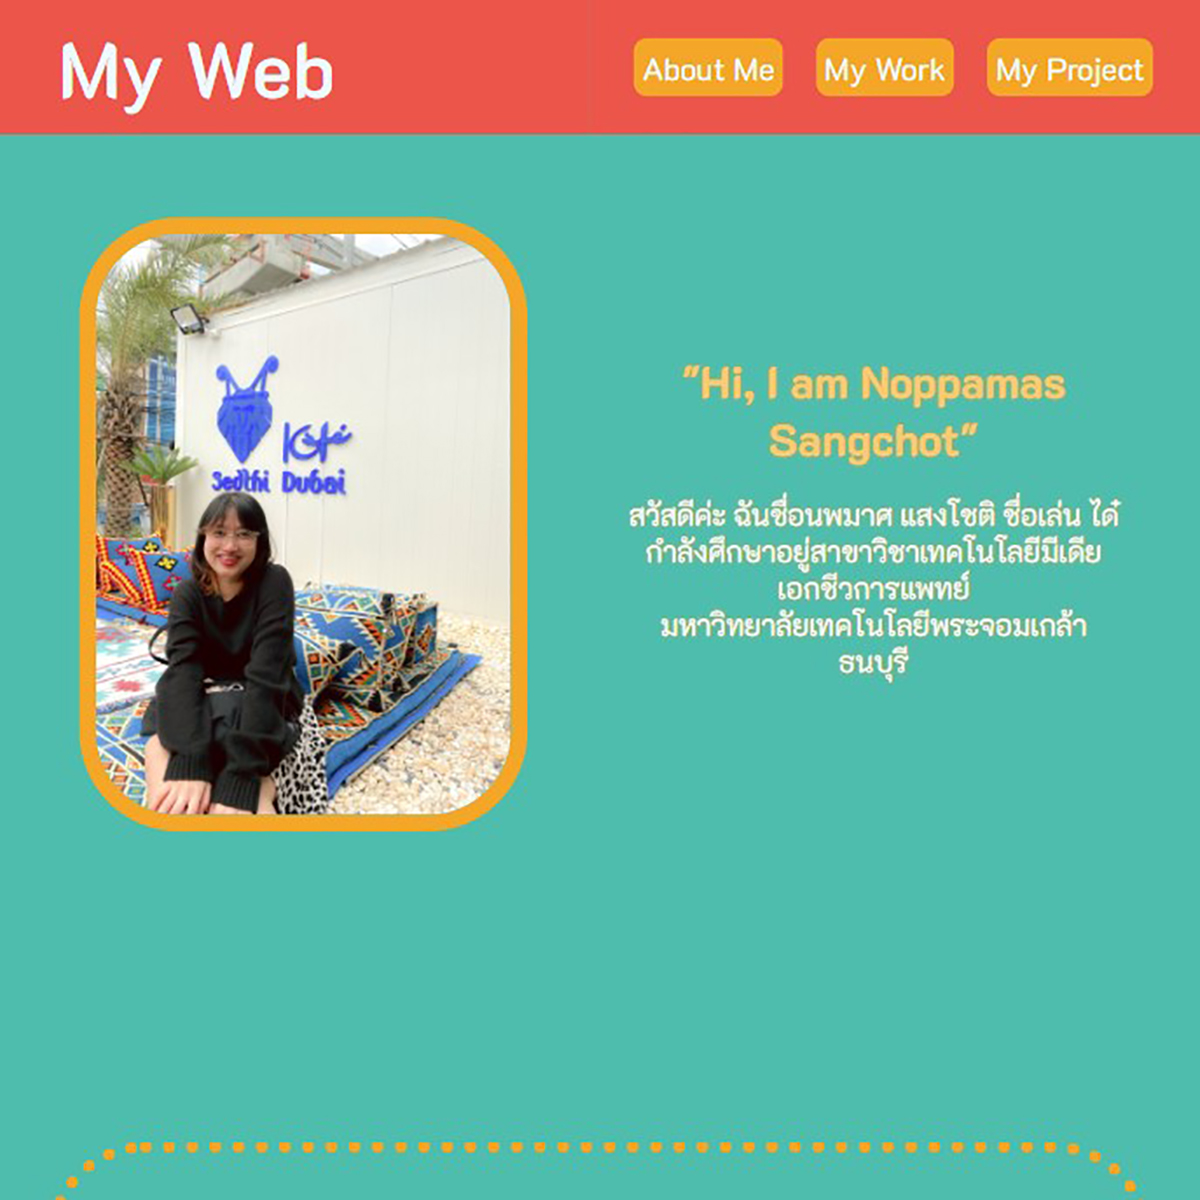 My Web
About Me
My Work
My Project
Sedthi Kafé
Dubai
"Hi, I am Noppamas
Sangchot"
สวัสดีค่ะ ฉันชื่อนพมาศ แสงโชติ ชื่อเล่น ได๋
กำลังศึกษาอยู่สาขาวิชาเทคโนโลยีมีเดีย
เอกชีวการแพทย์
มหาวิทยาลัยเทคโนโลยีพระจอมเกล้า
ธนบุรี